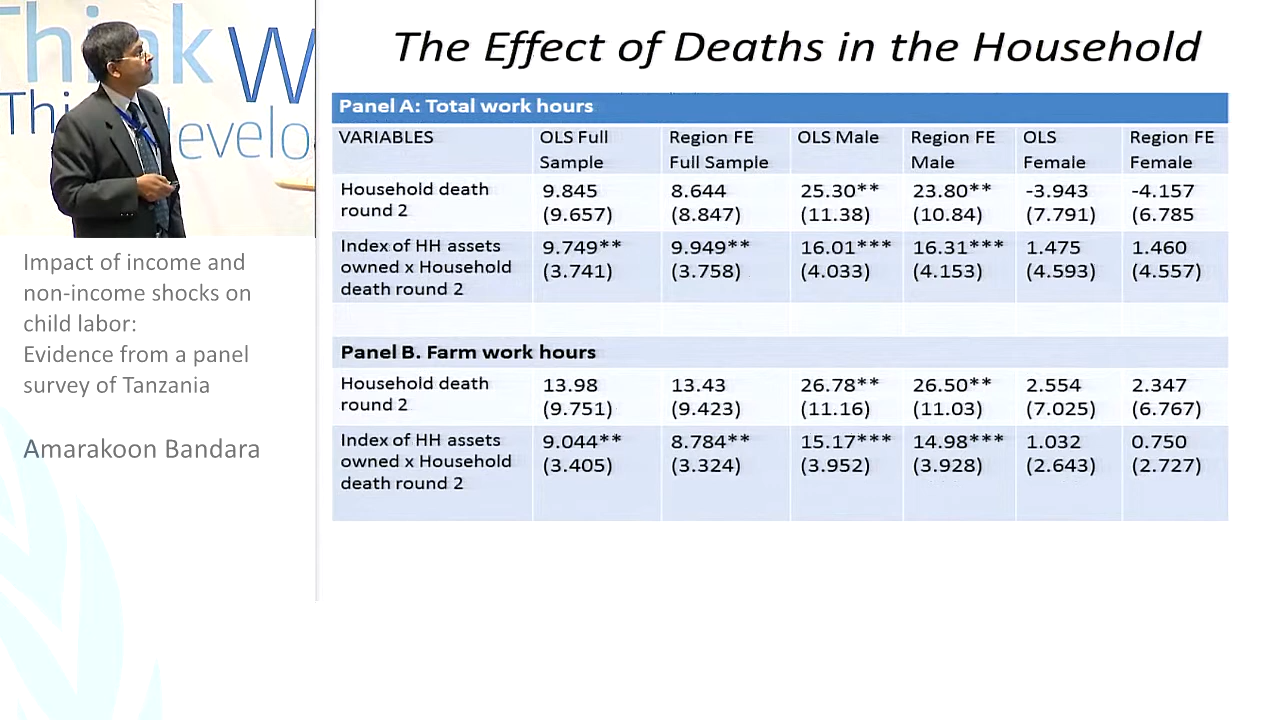 Think W
Thi
develo
The Effect of Deaths in the Household
Impact of income and
non-income shocks on
child labor:
Evidence from a panel
survey of Tanzania
Amarakoon Bandara
Panel A: Total work hours
VARIABLES OLS Full Sample Region FE Full Sample OLS Male Region FE Male OLS Female Region FE Female
Household death round 2 9.845 8.644 25.30** 23.80** -3.943 -4.157
(9.657) (8.847) (11.38) (10.84) (7.791) (6.785
Index of HH assets owned x Household death round 2 9.749** 9.949** 16.01*** 16.31*** 1.475 1.460
(3.741) (3.758) (4.033) (4.153) (4.593) (4.557)
Panel B. Farm work hours
Household death round 2 13.98 13.43 26.78** 26.50** 2.554 2.347
(9.751) (9.423) (11.16) (11.03) (7.025) (6.767)
Index of HH assets owned x Household death round 2 9.044** 8.784** 15.17*** 14.98*** 1.032 0.750
(3.405) (3.324) (3.952) (3.928) (2.643) (2.727)